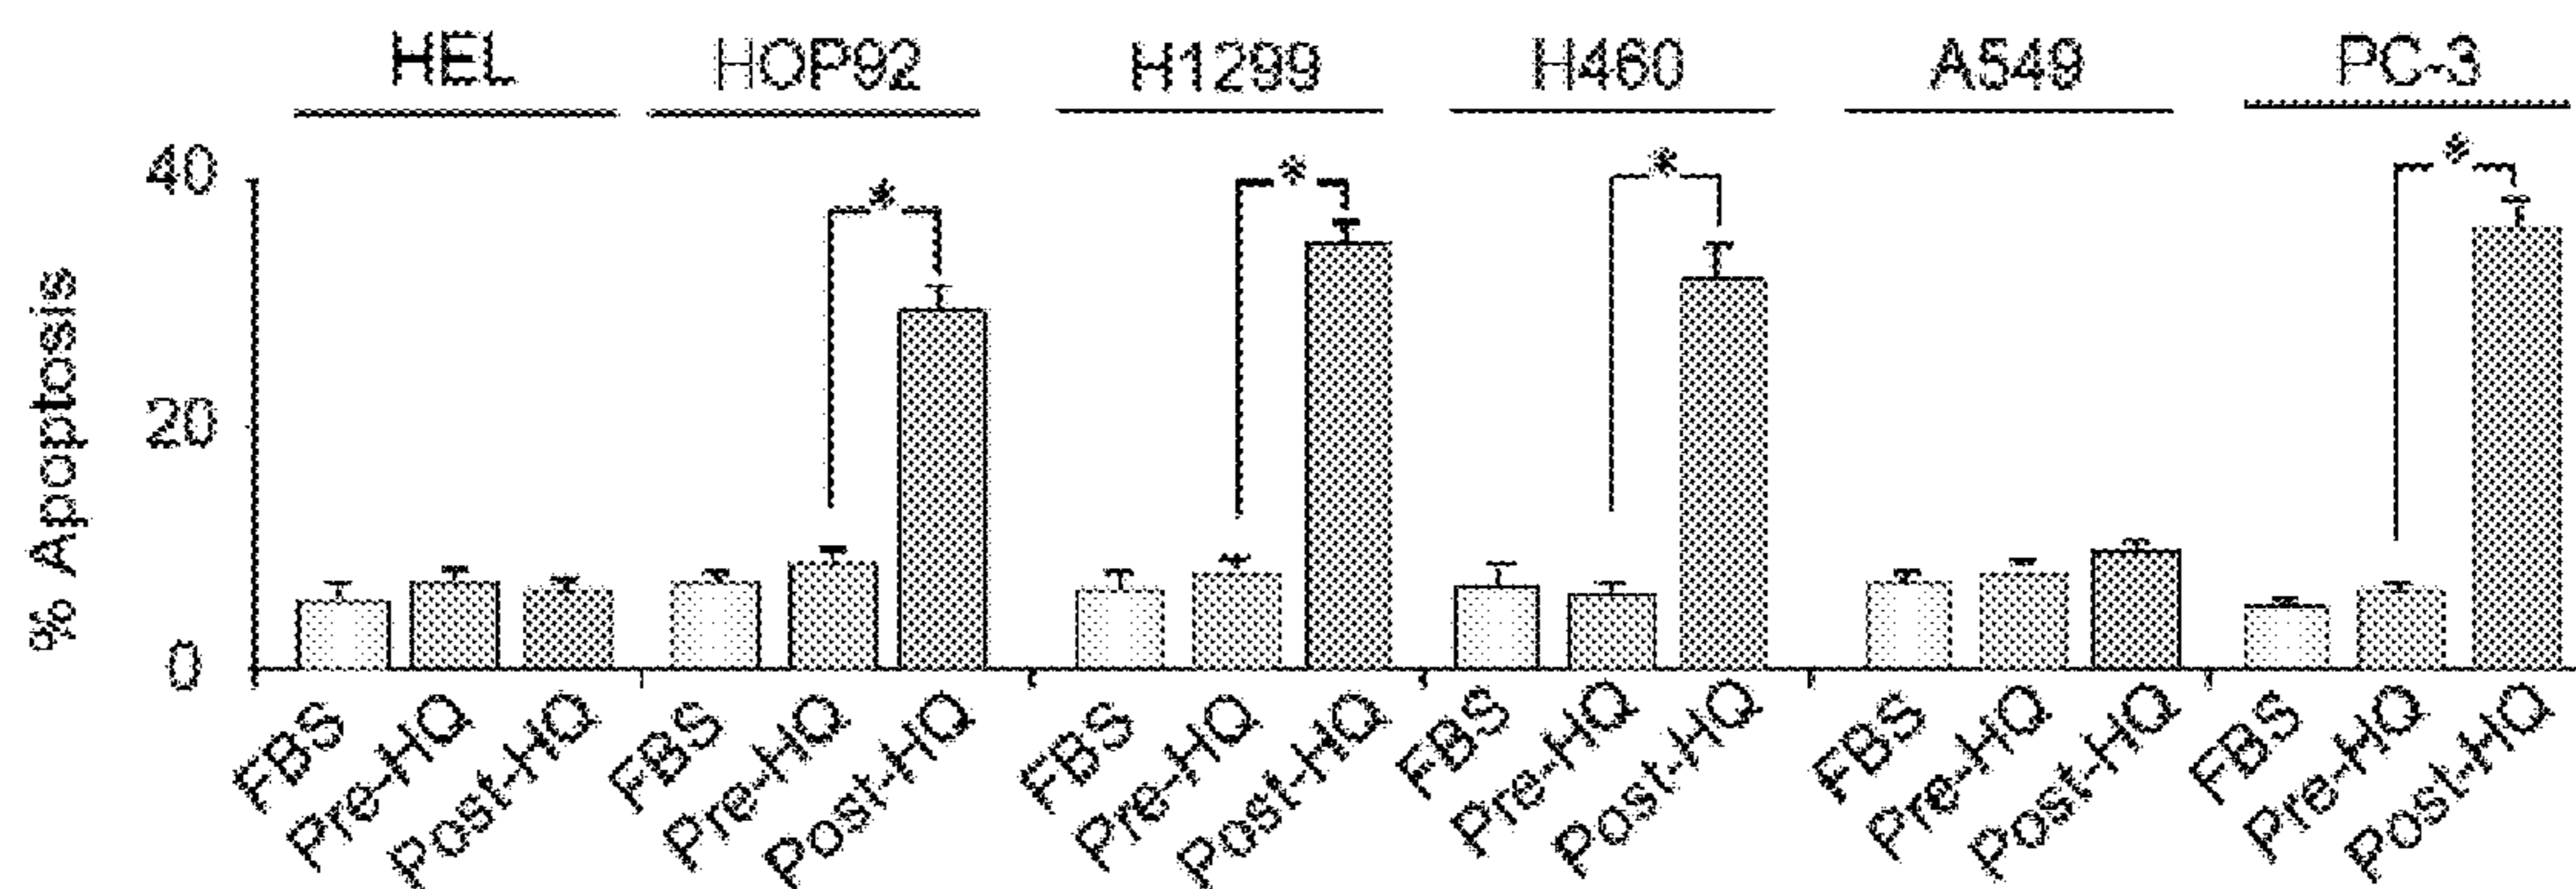 HEL HOP92 H1299 H460 A549 PC-3
40
* * * *
20
0
% Apoptosis
FBS Pre-HQ Post-HQ FBS Pre-HQ Post-HQ FBS Pre-HQ Post-HQ FBS Pre-HQ Post-HQ FBS Pre-HQ Post-HQ FBS Pre-HQ Post-HQ